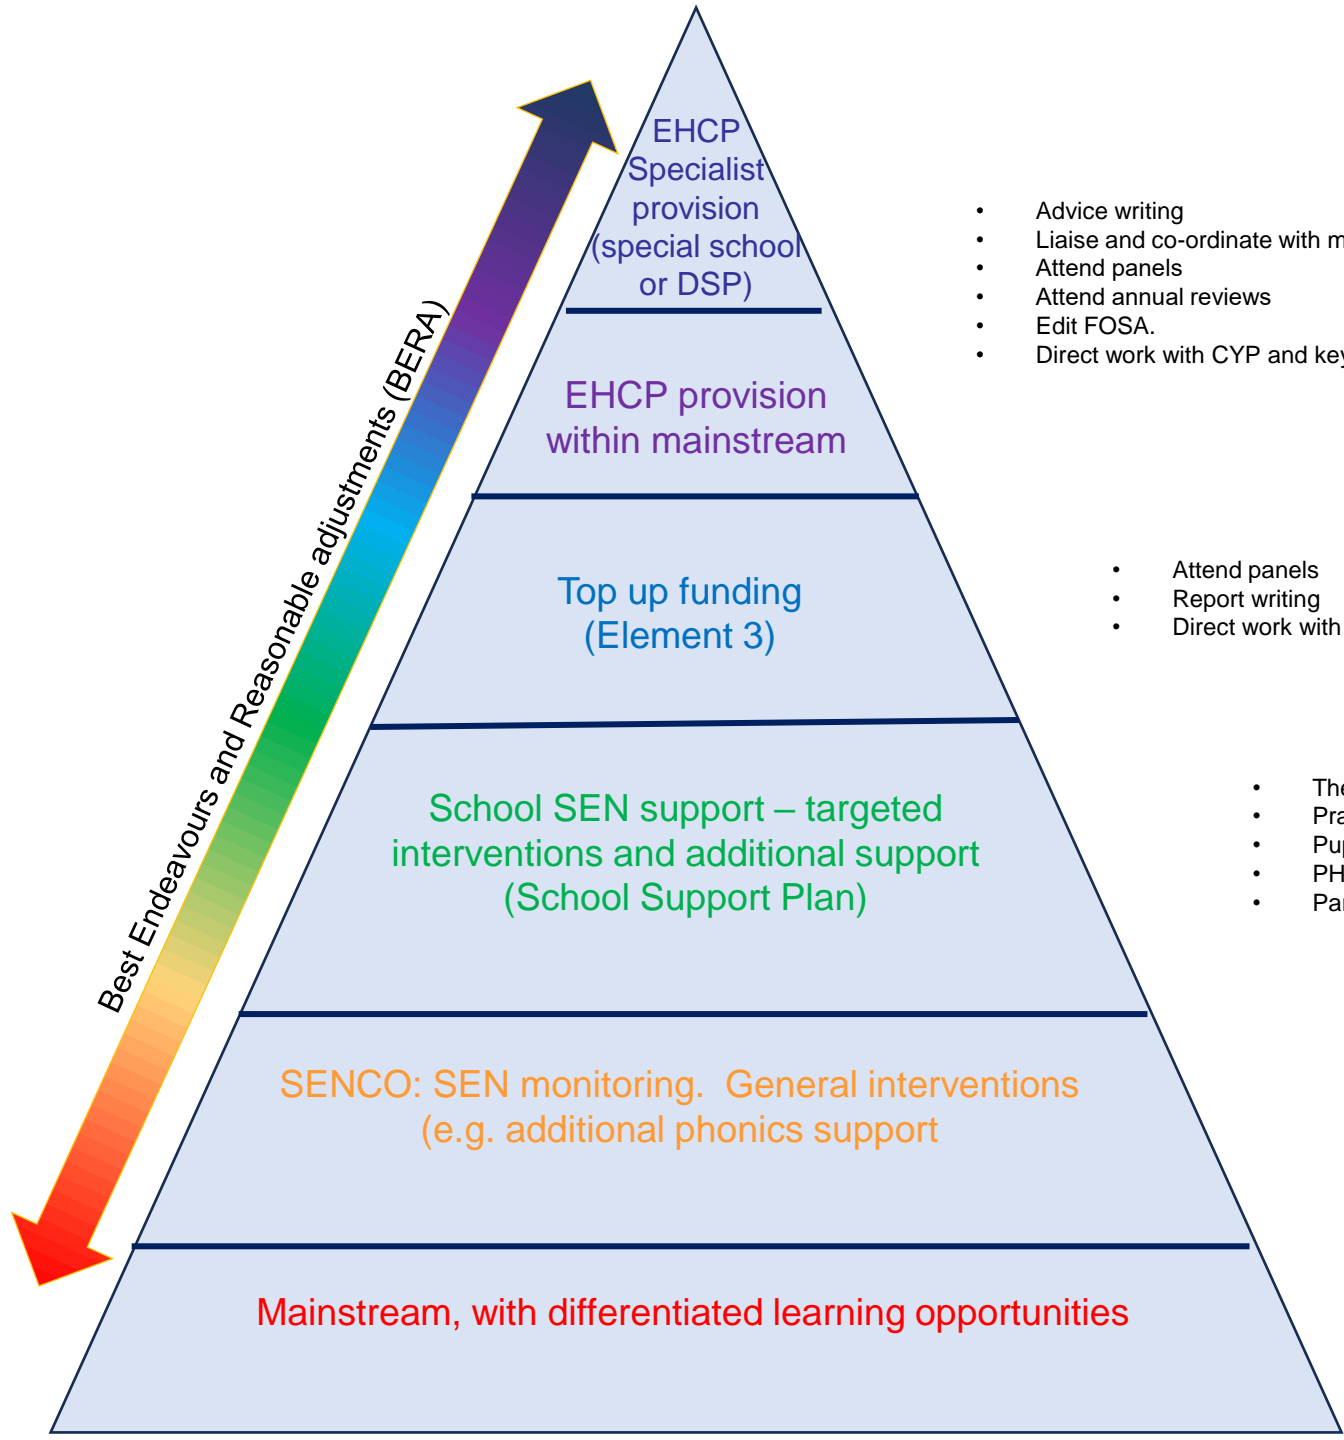 EHCP
Specialist
provision
(special school
or DSP)
• Advice writing
• Liaise and co-ordinate with
• Attend panels
• Attend annual reviews
• Edit FOSA.
• Direct work with CYP and
EHCP provision
within mainstream
Top up funding
(Element 3)
• Attend panels
• Report writing
• Direct work with
School SEN support – targeted
interventions and additional support
(School Support Plan)
•
•
•
•
•
SENCO: SEN monitoring.  General interventions
(e.g. additional phonics support
Mainstream, with differentiated learning opportunities
Best Endeavours and Reasonable adjustments (BERA)